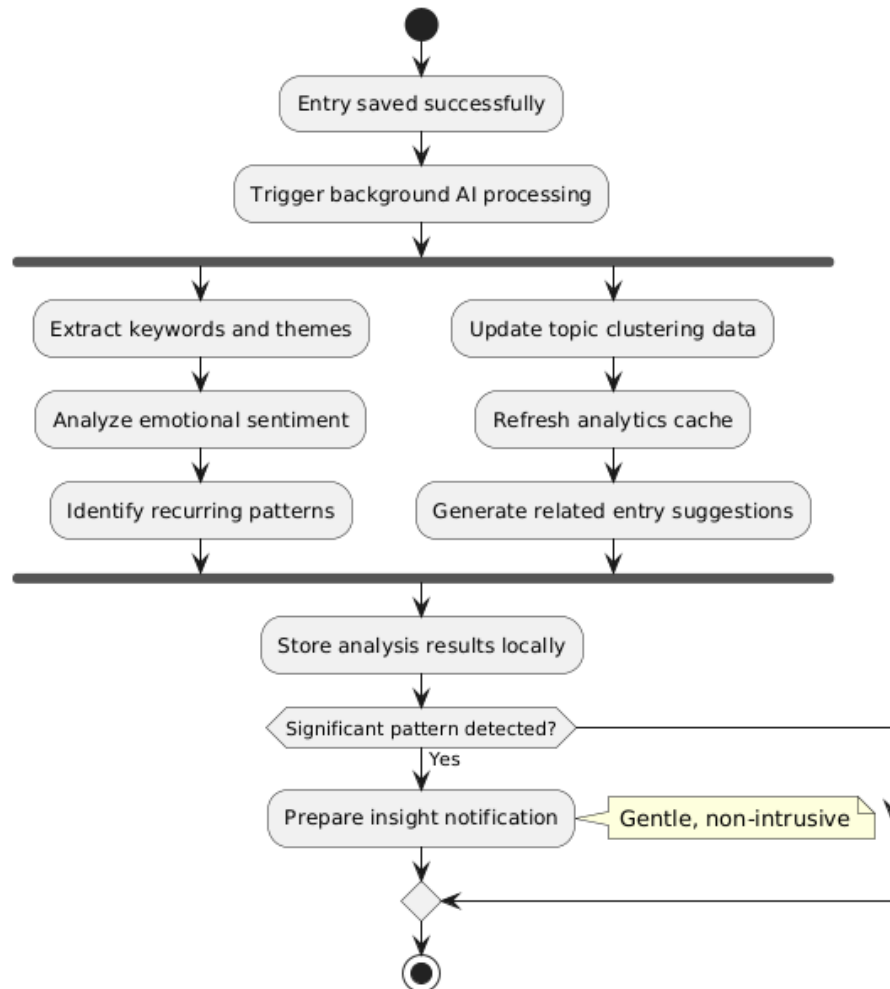 Entry saved successfully
Trigger background AI processing
Extract keywords and themes
Analyze emotional sentiment
Identify recurring patterns
Update topic clustering data
Refresh analytics cache
Generate related entry suggestions
Store analysis results locally
Significant pattern detected?
Yes
Prepare insight notification
Gentle, non-intrusive